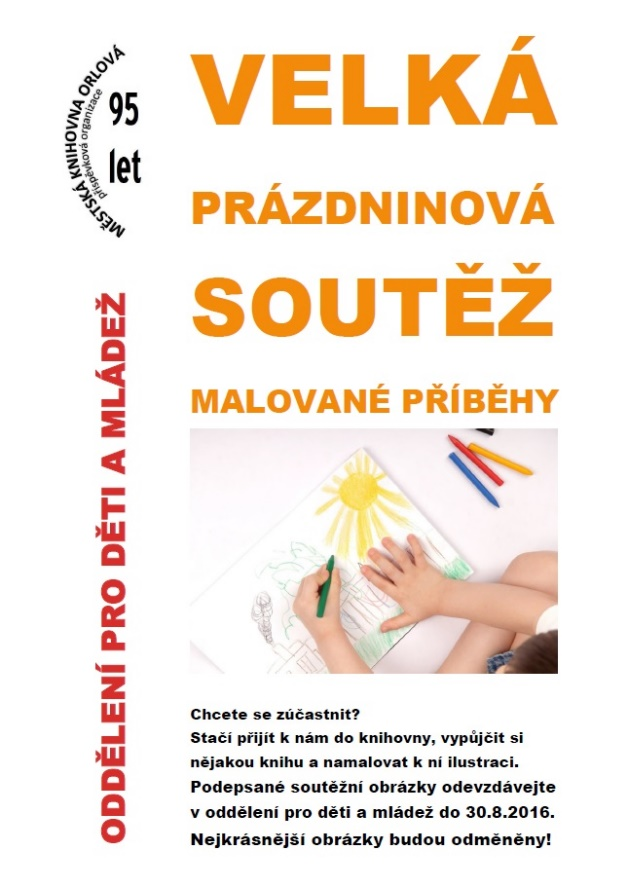 MĚSTSKÁ KNIHOVNA ORLOVÁ
příspěvková organizace
95
let
ODDĚLENÍ PRO DĚTI A MLÁDEŽ
VELKÁ
PRÁZDNINOVÁ
SOUTĚŽ
MALOVANÉ PŘÍBĚHY
Chcete se zúčastnit?
Stačí přijít k nám do knihovny, vypůjčit si
nějakou knihu a namalovat k ní ilustraci.
Podepsané soutěžní obrázky odevzdávejte
v oddělení pro děti a mládež do 30.8.2016.
Nejkrásnější obrázky budou odměněny!